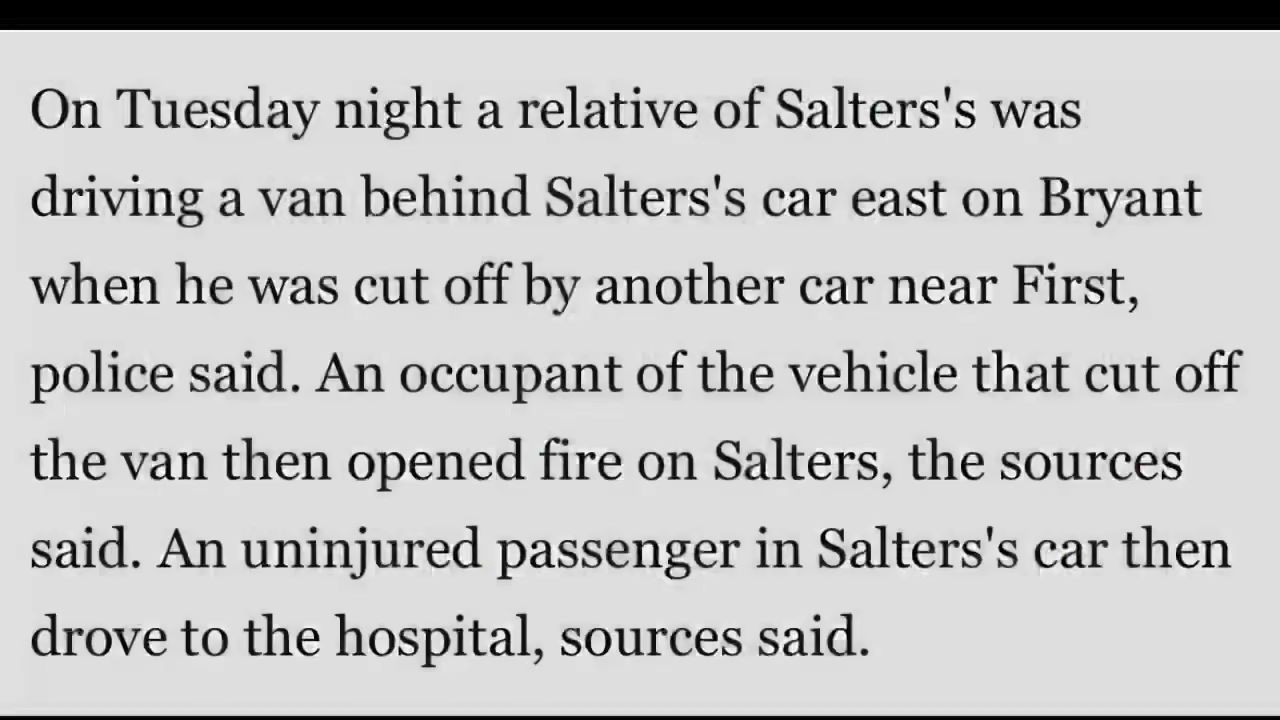 On Tuesday night a relative of Salters's was
driving a van behind Salters's car east on Bryant
when he was cut off by another car near First,
police said. An occupant of the vehicle that cut off
the van then opened fire on Salters, the sources
said. An uninjured passenger in Salters's car then
drove to the hospital, sources said.